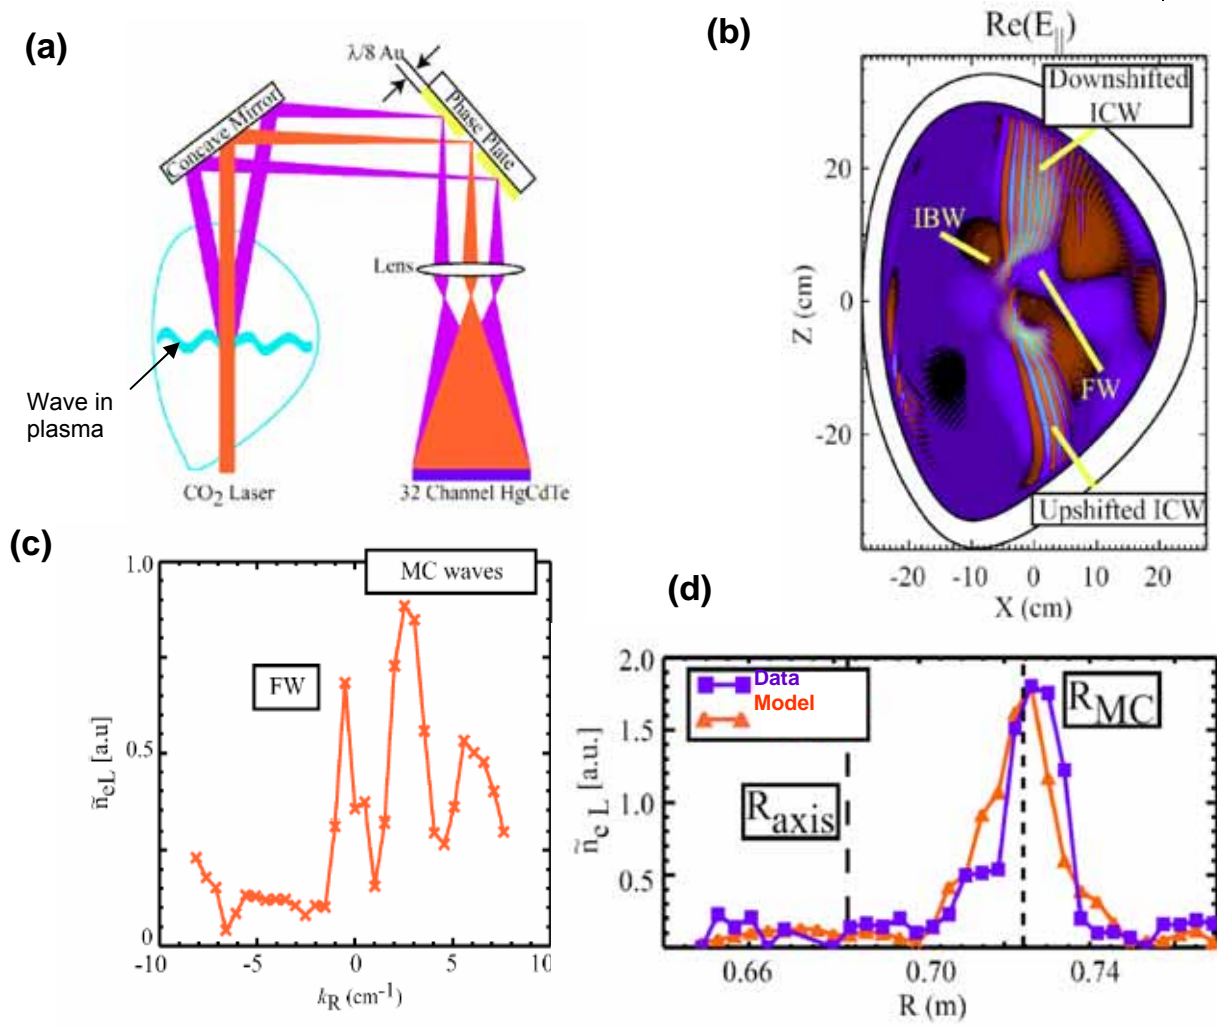 (a)
λ/8 Au
Concave Mirror
Phase Plate
Lens
Wave in
plasma
CO2 Laser
32 Channel HgCdTe
(b)
Re(E||)
Downshifted
ICW
IBW
FW
Upshifted ICW
Z (cm)
20
0
-20
-20
-10
0
10
20
X (cm)
(c)
MC waves
FW
ñeL [a.u]
1.0
0.5
0
-10
-5
0
5
10
kR (cm-1)
(d)
Data
Model
RMC
Raxis
ñe L [a.u.]
2.0
1.5
1.0
0.5
0.66
0.70
0.74
R (m)